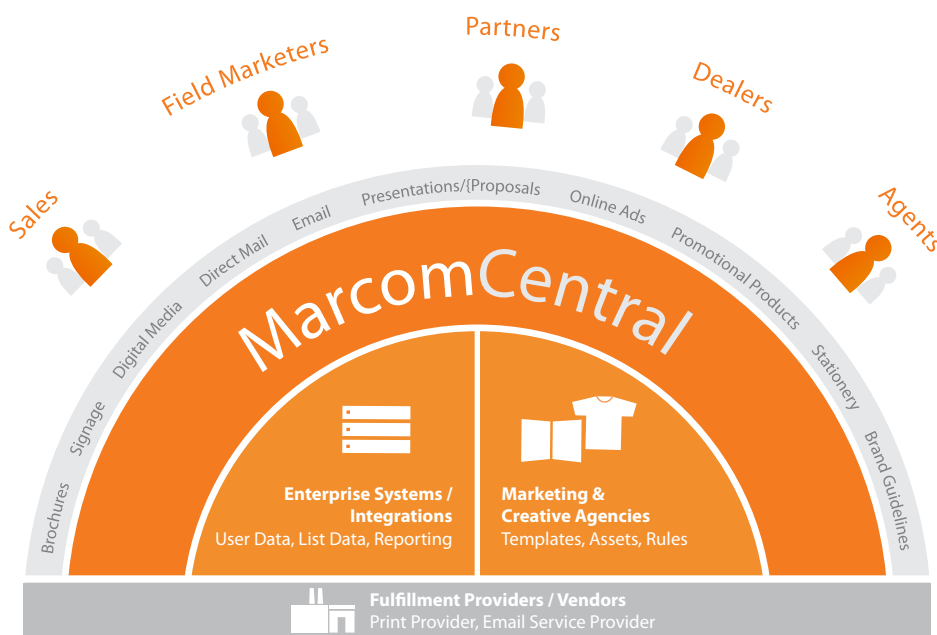 Sales
Field Marketers
Partners
Dealers
Agents
Brochures
Signage
Digital Media
Direct Mail
Email
Presentations/{Proposals
Online Ads
Promotional Products
Stationery
Brand Guidelines
MarcomCentral
Enterprise Systems /
Integrations
User Data, List Data, Reporting
Marketing &
Creative Agencies
Templates, Assets, Rules
Fulfillment Providers / Vendors
Print Provider, Email Service Provider